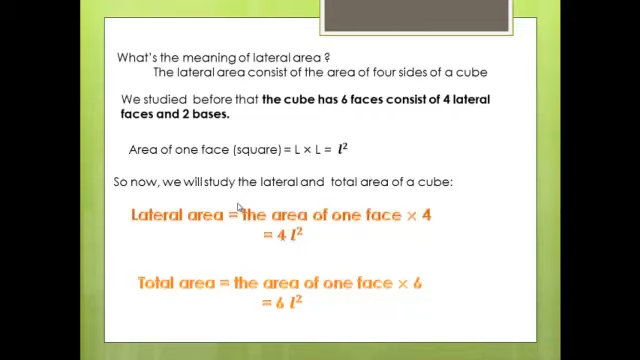 What's the meaning of lateral area ?
The lateral area consist of the area of four sides of a cube
We studied before that the cube has 6 faces consist of 4 lateral
faces and 2 bases.
Area of one face (square) = L × L = l²
So now, we will study the lateral and total area of a cube:
Lateral area = the area of one face × 4
= 4 l²
Total area = the area of one face × 6
= 6 l²